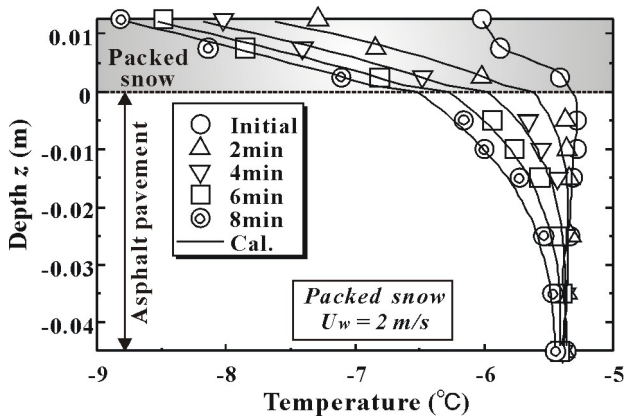 0.01
0
-0.01
-0.02
-0.03
-0.04
Depth z (m)
Packed
snow
Asphalt pavement
Initial
2min
4min
6min
8min
Cal.
Packed snow
Uw = 2 m/s
-9
-8
-7
-6
-5
Temperature (°C)